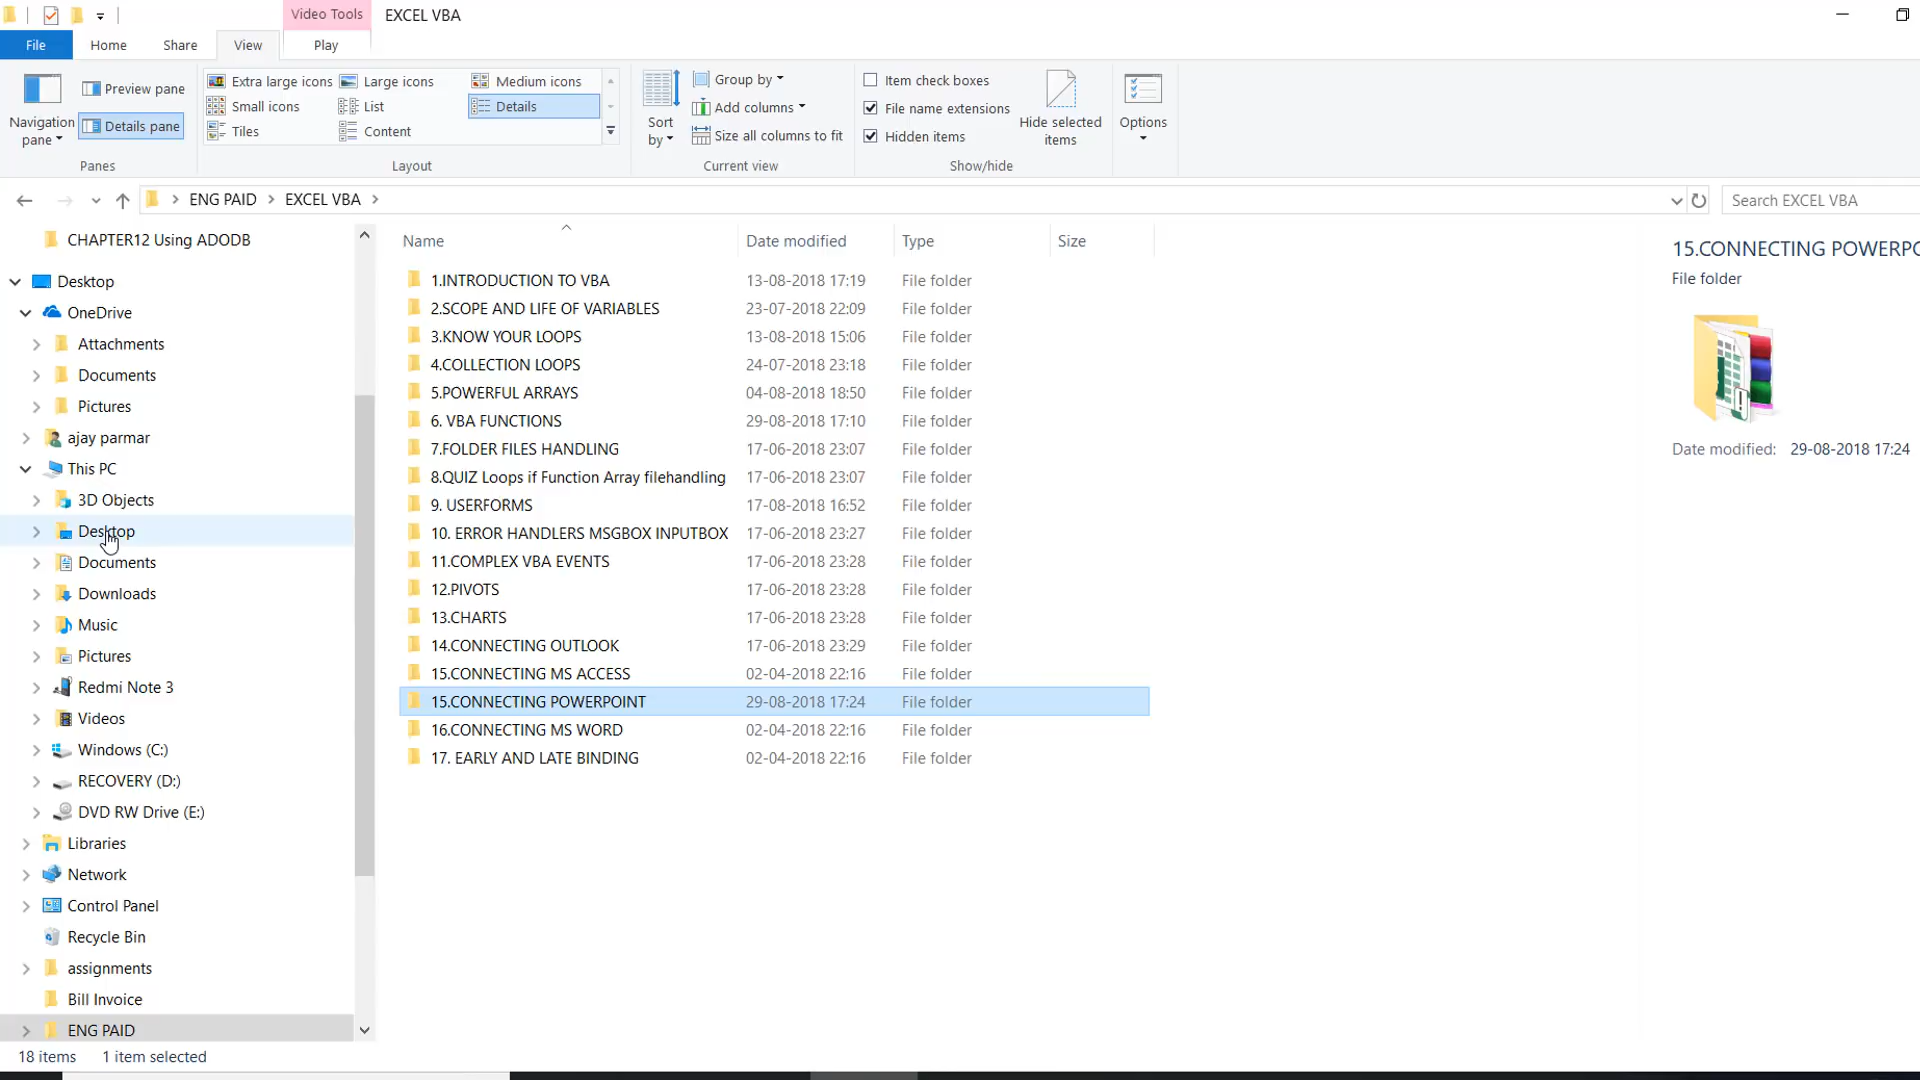 Video Tools EXCEL VBA
File Home Share View Play
Navigation pane
Preview pane
Details pane
Panes
Extra large icons Large icons Medium icons
Small icons List Details
Tiles Content
Layout
Sort by
Group by
Add columns
Size all columns to fit
Current view
Item check boxes
File name extensions
Hidden items
Hide selected items
Show/hide
Options
ENG PAID EXCEL VBA
Search EXCEL VBA
CHAPTER12 Using ADODB
Desktop
OneDrive
Attachments
Documents
Pictures
ajay parmar
This PC
3D Objects
Desktop
Documents
Downloads
Music
Pictures
Redmi Note 3
Videos
Windows (C:)
RECOVERY (D:)
DVD RW Drive (E:)
Libraries
Network
Control Panel
Recycle Bin
assignments
Bill Invoice
ENG PAID
Name Date modified Type Size
1.INTRODUCTION TO VBA 13-08-2018 17:19 File folder
2.SCOPE AND LIFE OF VARIABLES 23-07-2018 22:09 File folder
3.KNOW YOUR LOOPS 13-08-2018 15:06 File folder
4.COLLECTION LOOPS 24-07-2018 23:18 File folder
5.POWERFUL ARRAYS 04-08-2018 18:50 File folder
6. VBA FUNCTIONS 29-08-2018 17:10 File folder
7.FOLDER FILES HANDLING 17-06-2018 23:07 File folder
8.QUIZ Loops if Function Array filehandling 17-06-2018 23:07 File folder
9. USERFORMS 17-08-2018 16:52 File folder
10. ERROR HANDLERS MSGBOX INPUTBOX 17-06-2018 23:27 File folder
11.COMPLEX VBA EVENTS 17-06-2018 23:28 File folder
12.PIVOTS 17-06-2018 23:28 File folder
13.CHARTS 17-06-2018 23:28 File folder
14.CONNECTING OUTLOOK 17-06-2018 23:29 File folder
15.CONNECTING MS ACCESS 02-04-2018 22:16 File folder
15.CONNECTING POWERPOINT 29-08-2018 17:24 File folder
16.CONNECTING MS WORD 02-04-2018 22:16 File folder
17. EARLY AND LATE BINDING 02-04-2018 22:16 File folder
15.CONNECTING POWERPO
File folder
Date modified: 29-08-2018 17:24
18 items 1 item selected